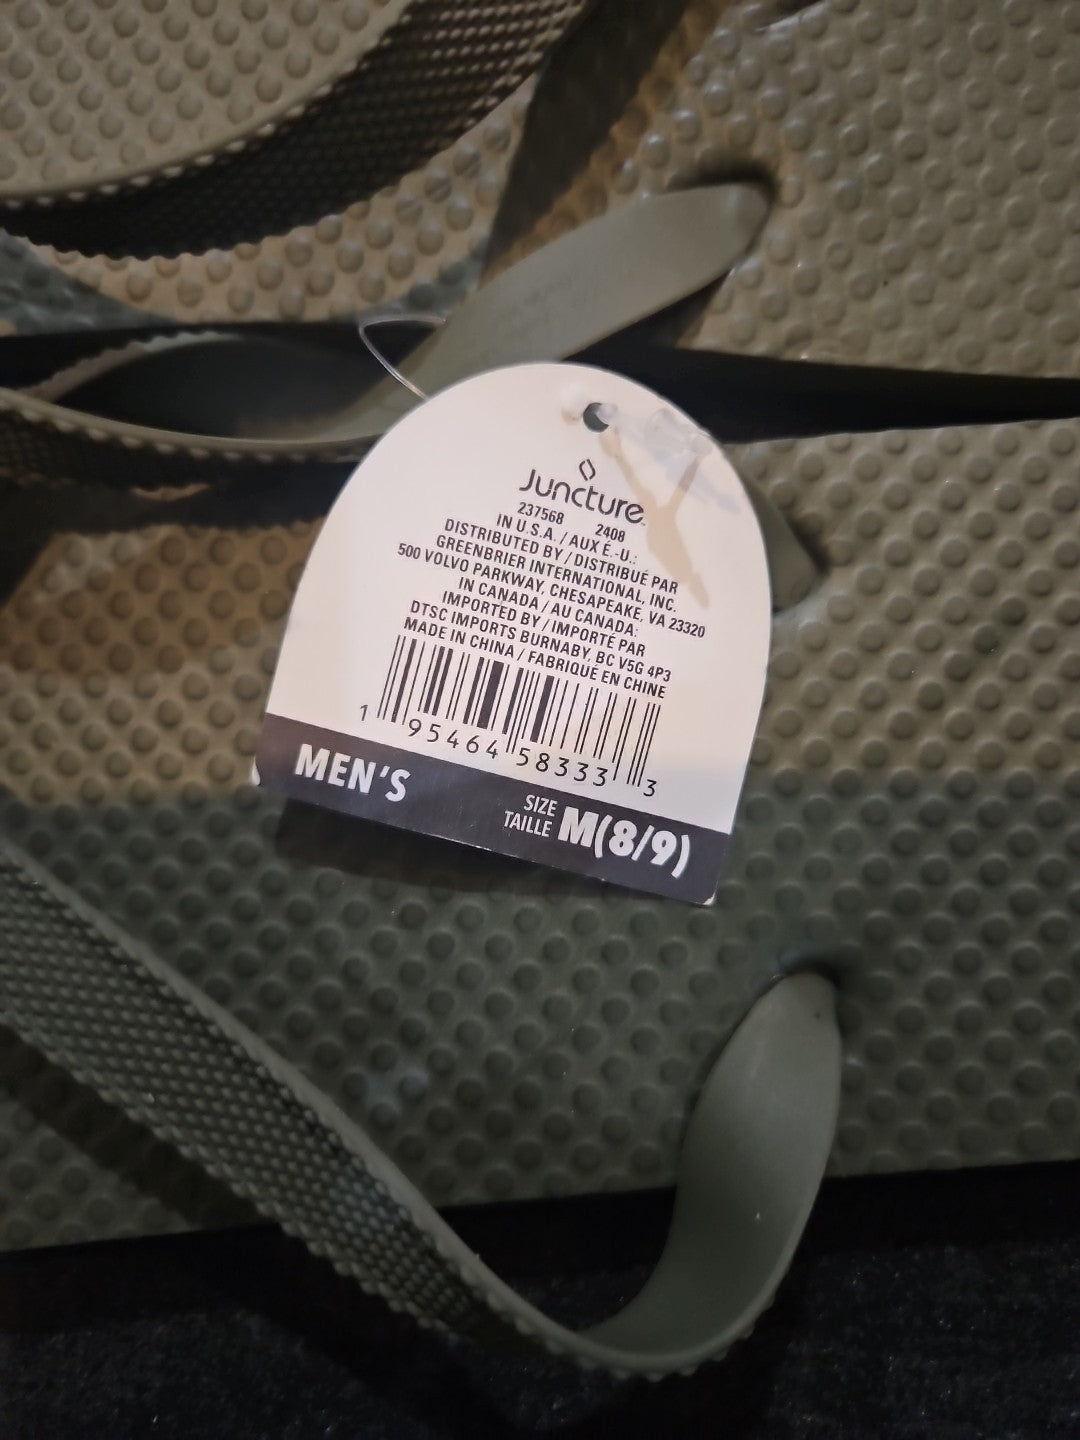 Juncture
237568 2408
IN U.S.A. / AUX É.-U.:
DISTRIBUTED BY / DISTRIBUÉ PAR
GREENBRIER INTERNATIONAL, INC.
500 VOLVO PARKWAY, CHESAPEAKE, VA 23320
IN CANADA / AU CANADA:
IMPORTED BY / IMPORTÉ PAR
DTSC IMPORTS BURNABY, BC V5G 4P3
MADE IN CHINA / FABRIQUÉ EN CHINE
1 95464 58333 3
MEN'S
SIZE
TAILLE M(8/9)